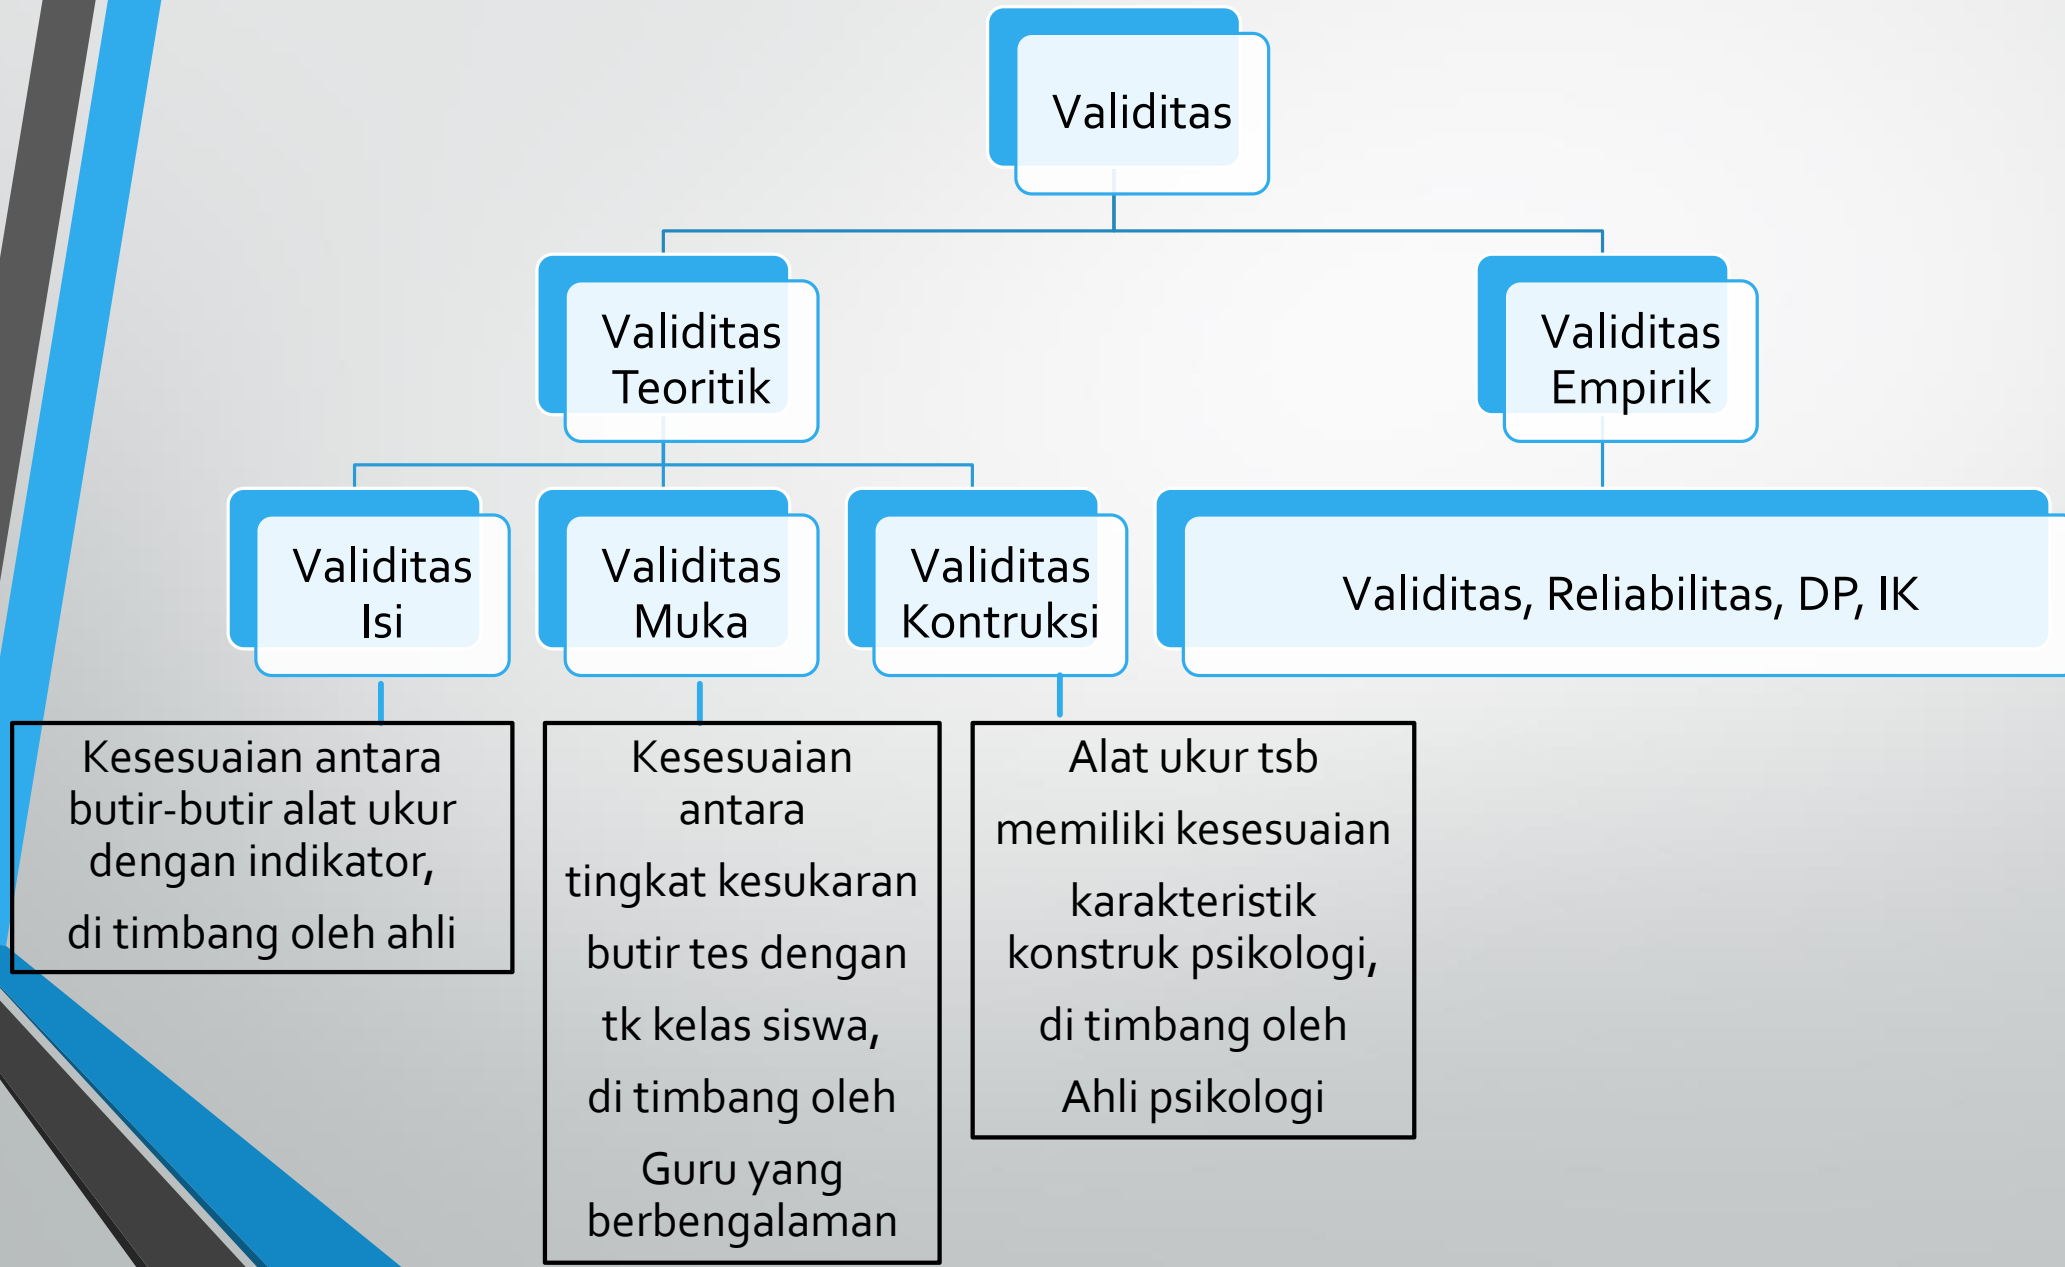 Validitas
Validitas
Teoritik
Validitas
Empirik
Validitas
Isi
Validitas
Muka
Validitas
Kontruksi
Validitas, Reliabilitas, DP, IK
Kesesuaian antara
butir-butir alat ukur
dengan indikator,
di timbang oleh ahli
Kesesuaian
antara
tingkat kesukaran
butir tes dengan
tk kelas siswa,
di timbang oleh
Guru yang
berbengalaman
Alat ukur tsb
memiliki kesesuaian
karakteristik
konstruk psikologi,
di timbang oleh
Ahli psikologi